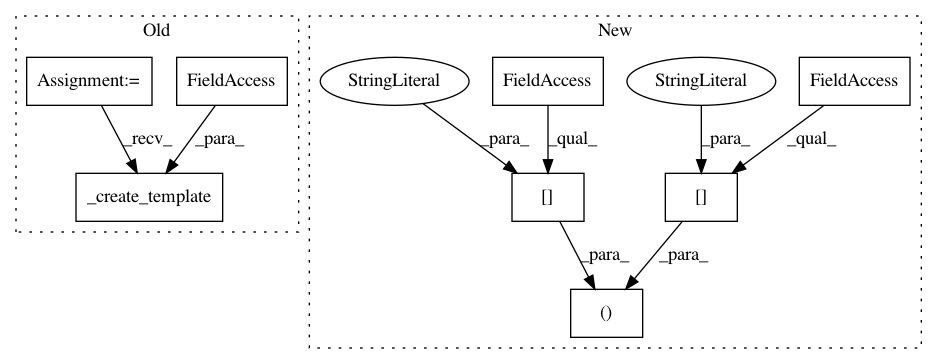 Old
New
Assignment:=
FieldAccess
StringLiteral
FieldAccess
StringLiteral
FieldAccess
_recv_
_para_
_para_
_qual_
_para_
_qual_
_create_template
[]
[]
_para_
_para_
()